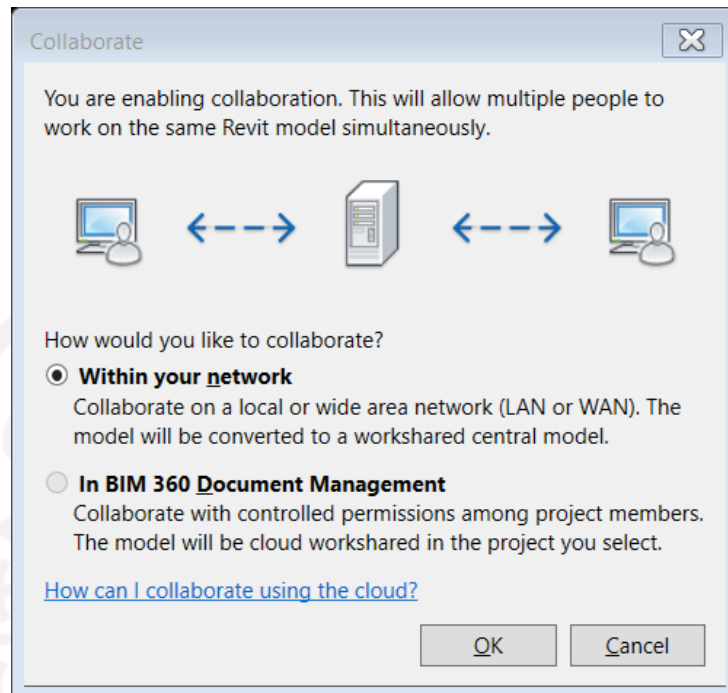 Collaborate
You are enabling collaboration. This will allow multiple people to
work on the same Revit model simultaneously.
How would you like to collaborate?
Within your network
Collaborate on a local or wide area network (LAN or WAN). The
model will be converted to a workshared central model.
In BIM 360 Document Management
Collaborate with controlled permissions among project members.
The model will be cloud workshared in the project you select.
How can I collaborate using the cloud?
OK Cancel